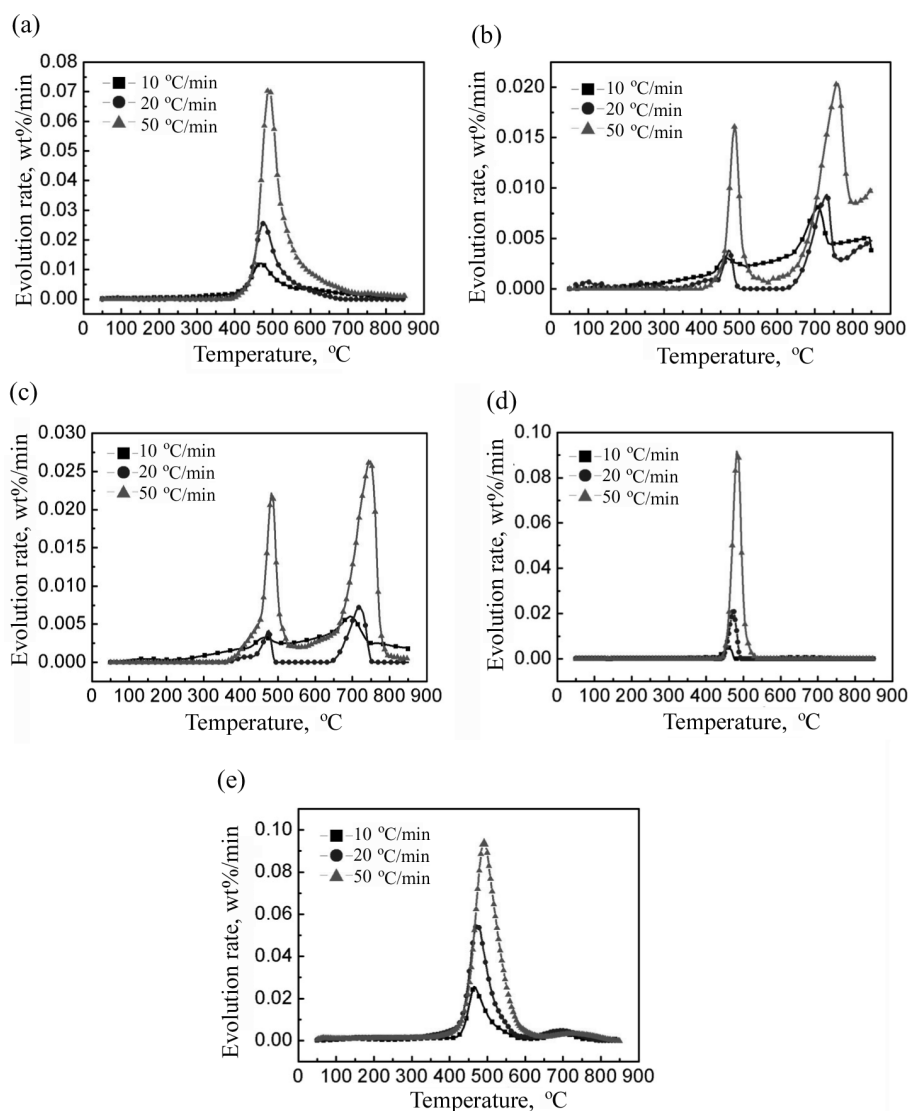 (a)
Evolution rate, wt%/min
0.08
0.07
0.06
0.05
0.04
0.03
0.02
0.01
0.00
10 °C/min
20 °C/min
50 °C/min
0 100 200 300 400 500 600 700 800 900
Temperature, °C
(b)
Evolution rate, wt%/min
0.020
0.015
0.010
0.005
0.000
10 °C/min
20 °C/min
50 °C/min
0 100 200 300 400 500 600 700 800 900
Temperature, °C
(c)
Evolution rate, wt%/min
0.030
0.025
0.020
0.015
0.010
0.005
0.000
10 °C/min
20 °C/min
50 °C/min
0 100 200 300 400 500 600 700 800 900
Temperature, °C
(d)
Evolution rate, wt%/min
0.10
0.08
0.06
0.04
0.02
0.00
10 °C/min
20 °C/min
50 °C/min
0 100 200 300 400 500 600 700 800 900
Temperature, °C
(e)
Evolution rate, wt%/min
0.10
0.08
0.06
0.04
0.02
0.00
10 °C/min
20 °C/min
50 °C/min
0 100 200 300 400 500 600 700 800 900
Temperature, °C